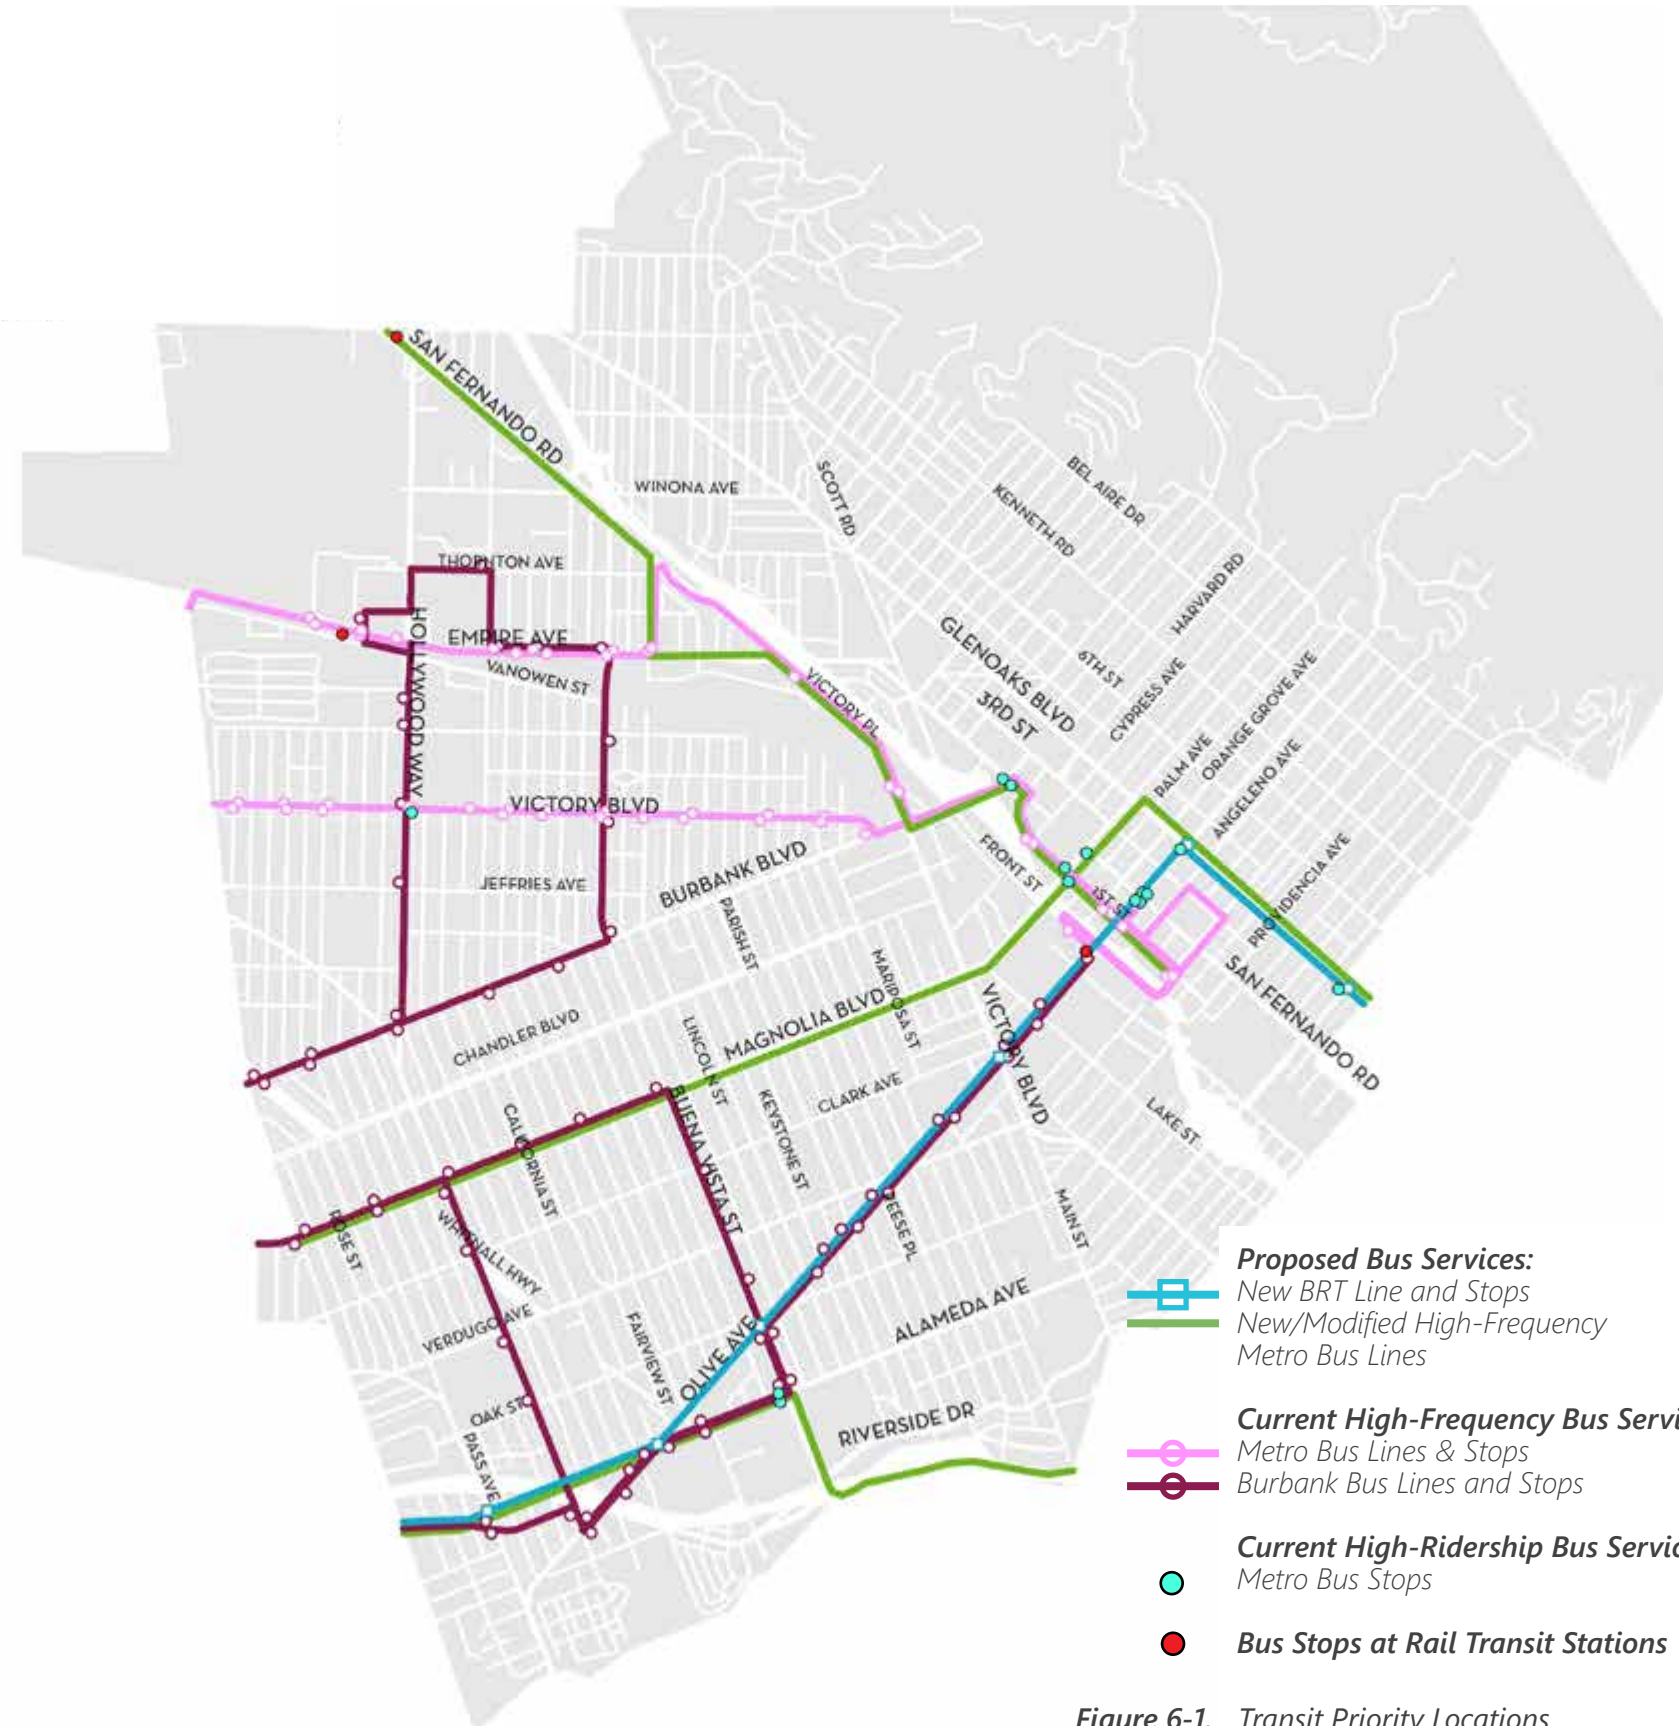 SAN FERNANDO RD
WINONA AVE
SCOTT RD
BEL AIRE DR
KENNETH RD
THORNTON AVE
HARVARD RD
HOLLYWOOD WAY
EMPIRE AVE
VANOWEN ST
GLENOAKS BLVD
6TH ST
3RD ST
CYPRESS AVE
ORANGE GROVE AVE
VICTORY PL
PALM AVE
ANGELENO AVE
VICTORY BLVD
FRONT ST
PROVIDENCIA AVE
BURBANK BLVD
JEFFRIES AVE
1ST ST
PARISH ST
MARIPOSA ST
SAN FERNANDO RD
MAGNOLIA BLVD
VICTORY BLVD
CHANDLER BLVD
LINCOLN ST
CLARK AVE
KEYSTONE ST
LAKE ST
CALIFORNIA ST
BUENA VISTA ST
ROSE ST
WHITNALL HWY
REESE PL
MAIN ST
VERDUGO AVE
FAIRVIEW ST
OLIVE AVE
ALAMEDA AVE
OAK ST
PASS AVE
RIVERSIDE DR
Proposed Bus Services:
New BRT Line and Stops
New/Modified High-Frequency
Metro Bus Lines
Current High-Frequency Bus Servi
Metro Bus Lines & Stops
Burbank Bus Lines and Stops
Current High-Ridership Bus Servic
Metro Bus Stops
Bus Stops at Rail Transit Stations
Figure 6-1. Transit Priority Locations